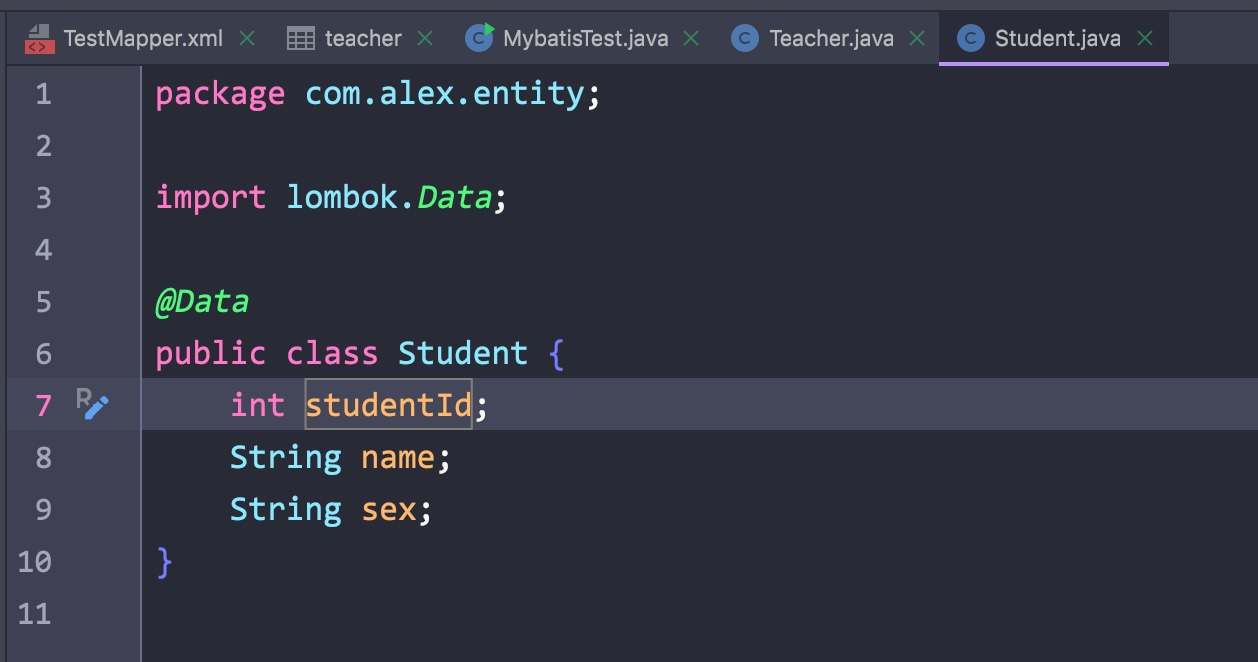 TestMapper.xml teacher MybatisTest.java Teacher.java Student.java
1 package com.alex.entity;
2
3 import lombok.Data;
4
5 @Data
6 public class Student {
7     int studentId;
8     String name;
9     String sex;
10 }
11